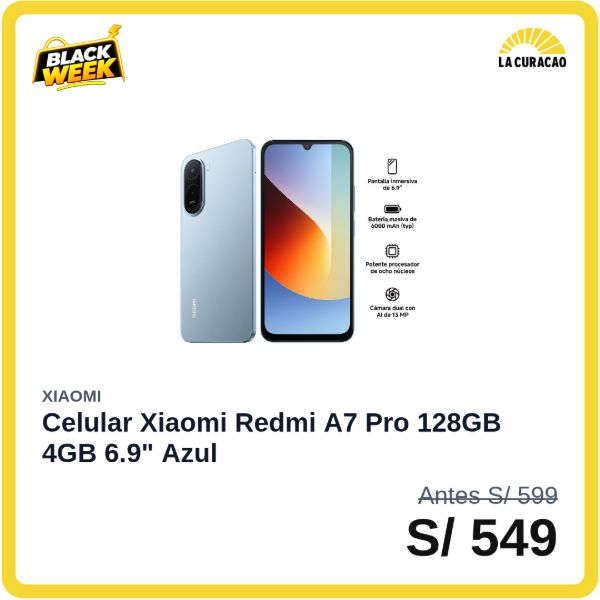 BLACK
WEEK
LA CURACAO
Pantalla inmersiva
de 6.9"
Batería masiva de
6000 mAh (typ)
Potente procesador
de ocho núcleos
Cámara dual con
AI de 13 MP
REDMI
XIAOMI
Celular Xiaomi Redmi A7 Pro 128GB
4GB 6.9" Azul
Antes S/ 599
S/ 549